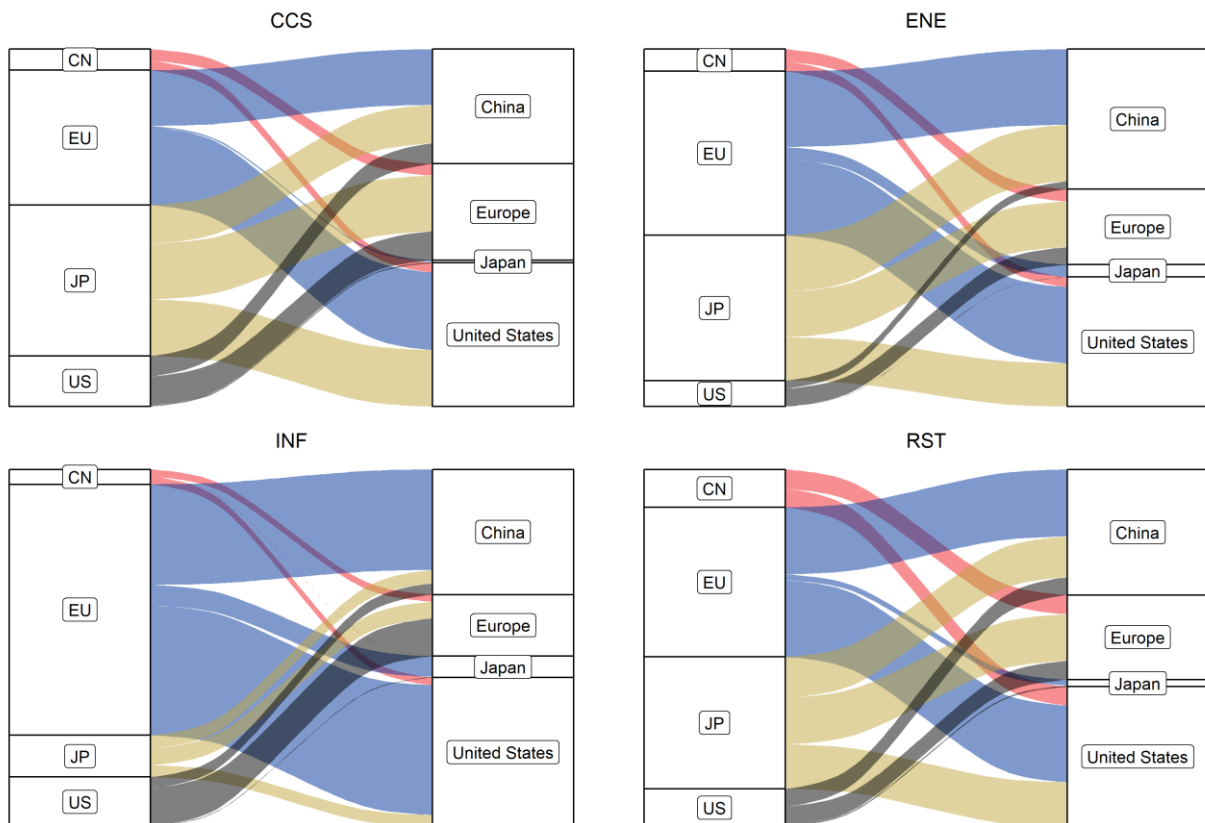 CCS
CN
EU
JP
US
China
Europe
Japan
United States
ENE
CN
EU
JP
US
China
Europe
Japan
United States
INF
CN
EU
JP
US
China
Europe
Japan
United States
RST
CN
EU
JP
US
China
Europe
Japan
United States